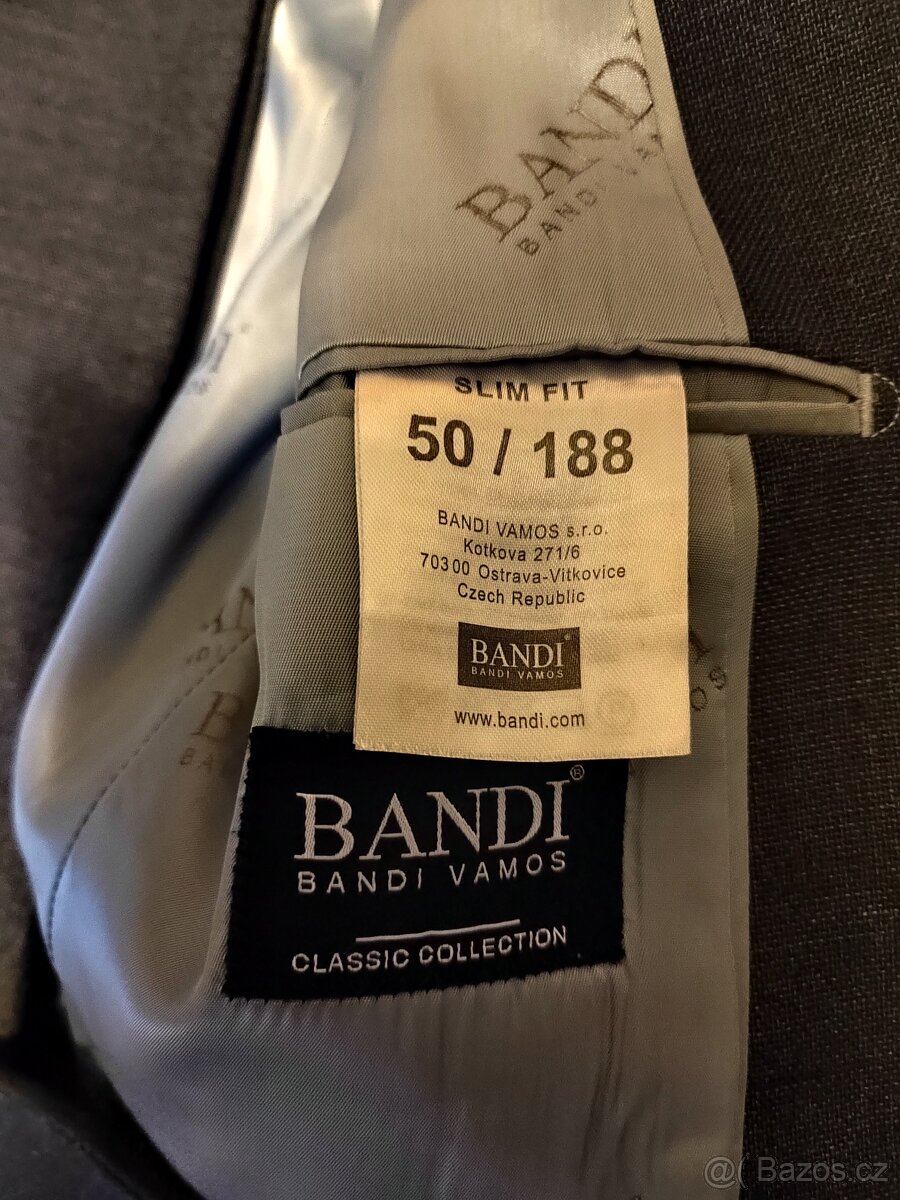 BANDI
BANDI VA
SLIM FIT
50 / 188
BANDI VAMOS s.r.o.
Kotkova 271/6
70300 Ostrava-Vitkovice
Czech Republic
BANDI®
BANDI VAMOS
www.bandi.com
BANDI®
BANDI VAMOS
CLASSIC COLLECTION
@( Bazos.cz